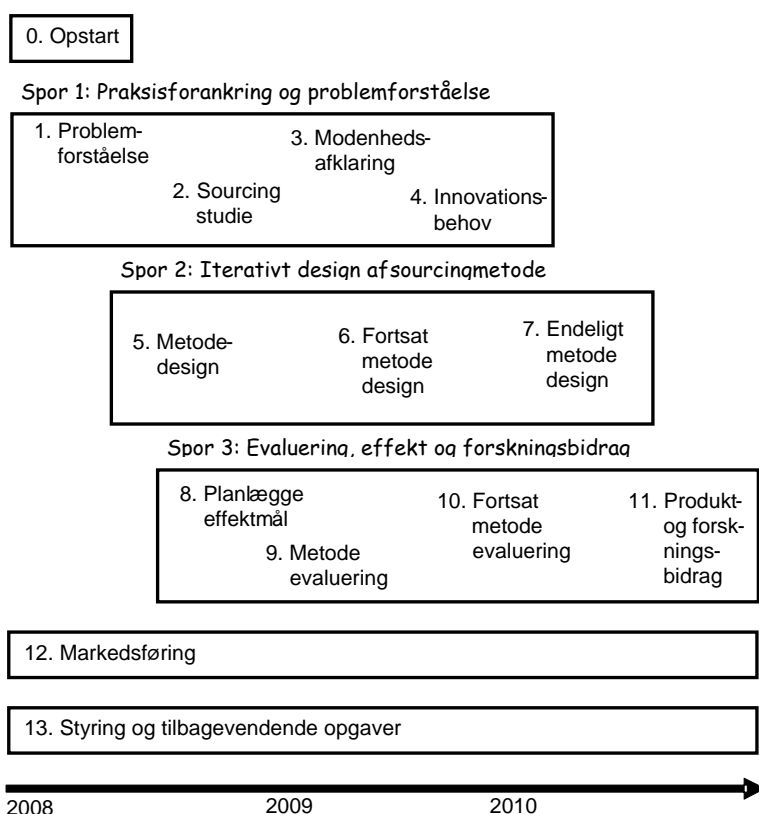 0. Opstart
Spor 1: Praksisforankring og problemforståelse
1. Problem-
forståelse
2. Sourcing
studie
3. Modenheds-
afklaring
4. Innovations-
behov
Spor 2: Iterativt design afsourcingmetode
5. Metode-
design
6. Fortsat
metode
design
7. Endeligt
metode
design
Spor 3: Evaluering, effekt og forskningsbidrag
8. Planlægge
effektmål
9. Metode
evaluering
10. Fortsat
metode
evaluering
11. Produkt-
og forsk-
nings-
bidrag
12. Markedsføring
13. Styring og tilbagevendende opgaver
2008 2009 2010